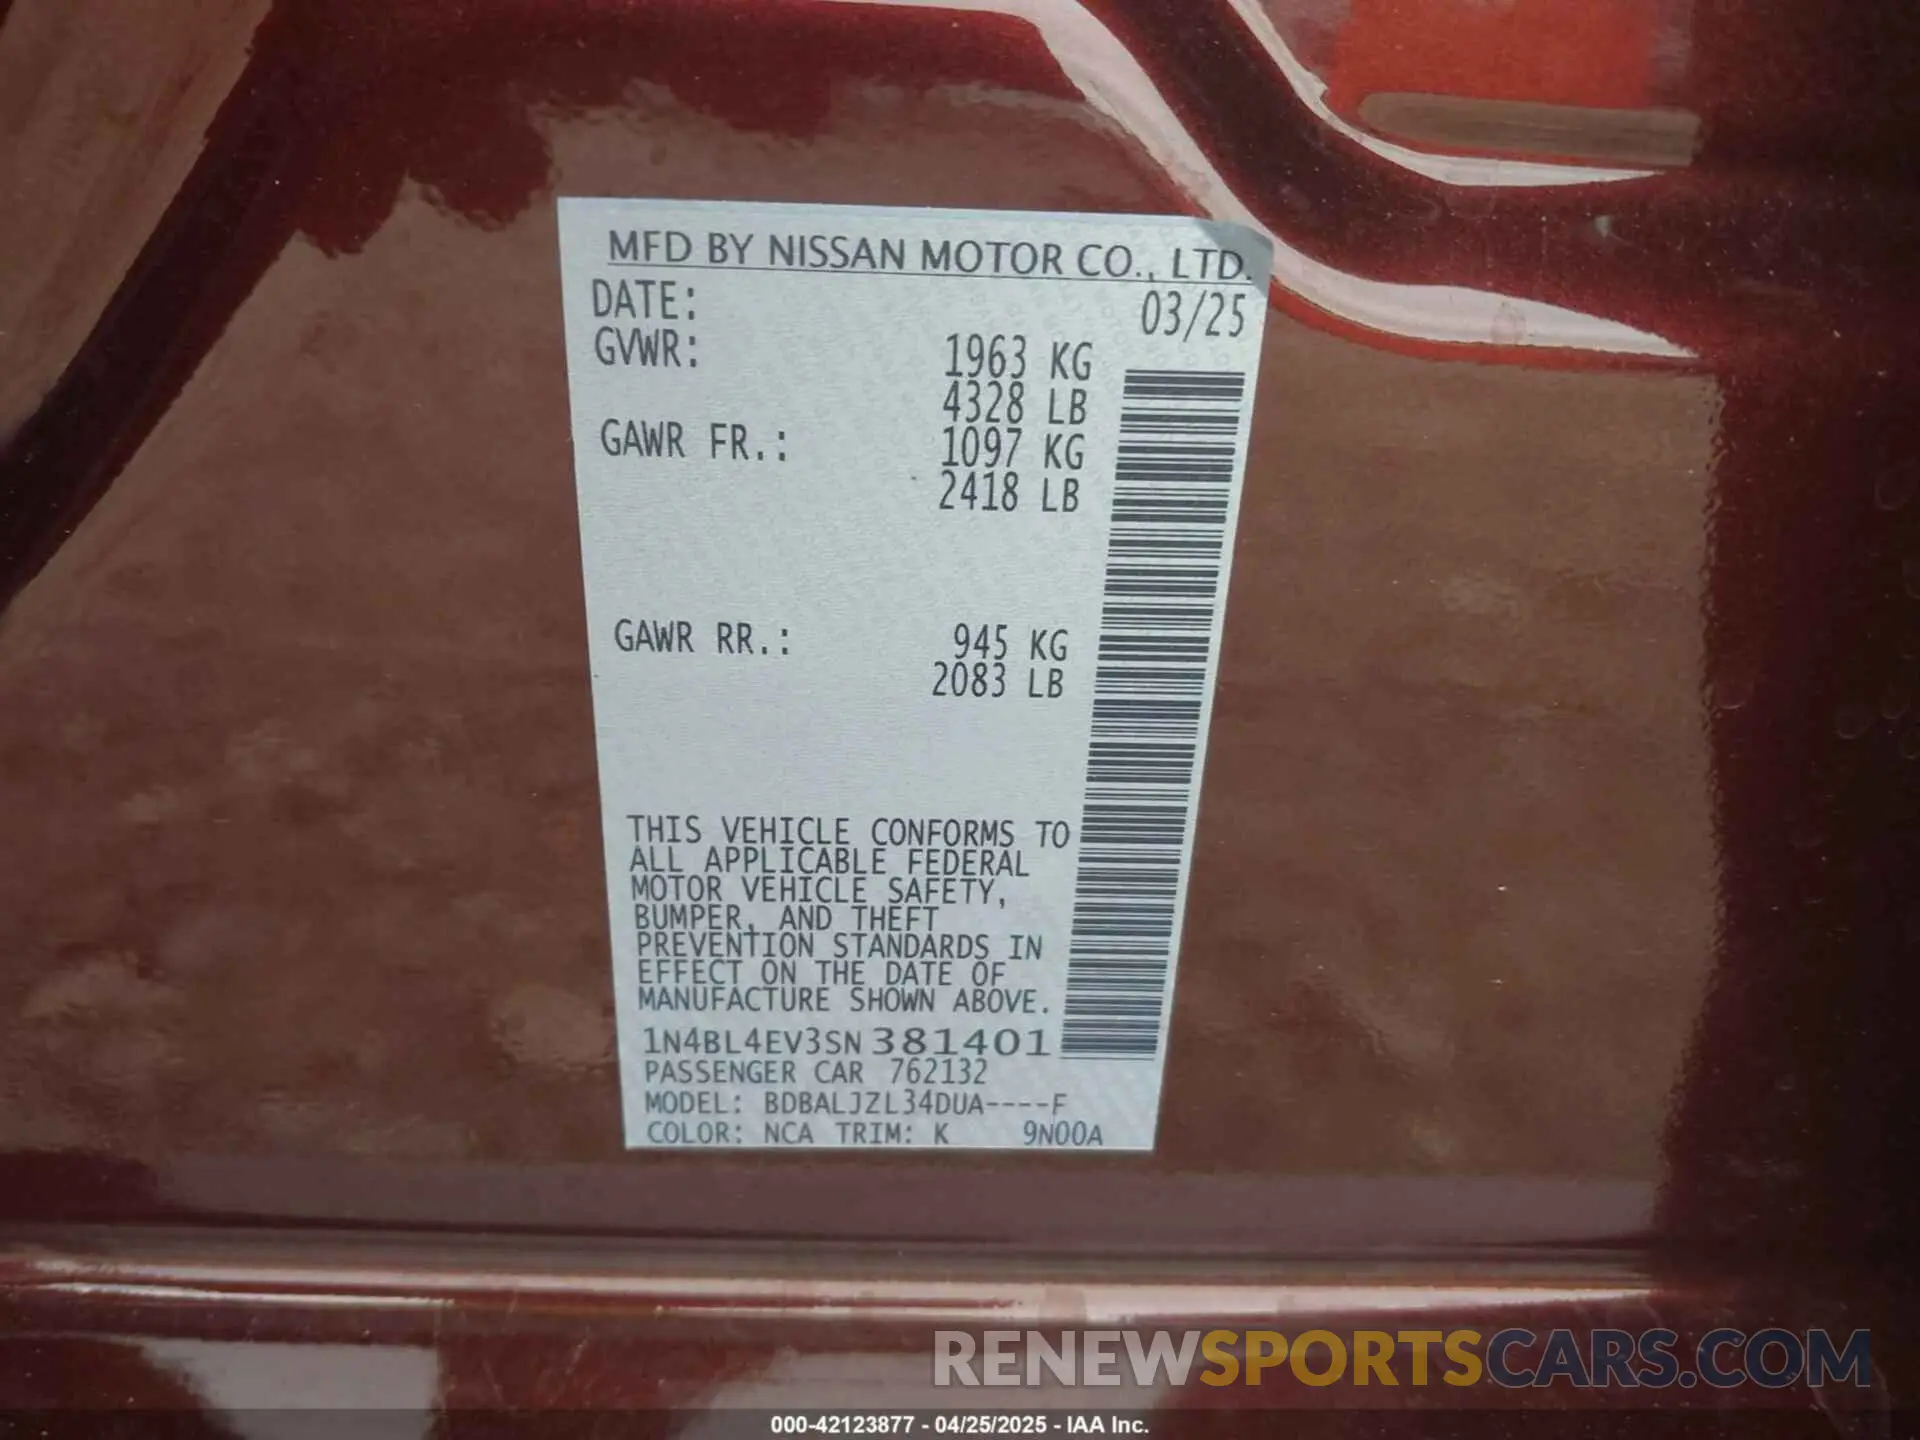 MFD BY NISSAN MOTOR CO., LTD.
DATE: 03/25
GVWR: 1963 KG
4328 LB
GAWR FR.: 1097 KG
2418 LB
GAWR RR.: 945 KG
2083 LB
THIS VEHICLE CONFORMS TO
ALL APPLICABLE FEDERAL
MOTOR VEHICLE SAFETY,
BUMPER, AND THEFT
PREVENTION STANDARDS IN
EFFECT ON THE DATE OF
MANUFACTURE SHOWN ABOVE.
1N4BL4EV3SN381401
PASSENGER CAR 762132
MODEL: BDBALJZL34DUA----F
COLOR: NCA TRIM: K 9N00A
RENEWSPORTSCARS.COM
000-42123877 - 04/25/2025 - IAA Inc.